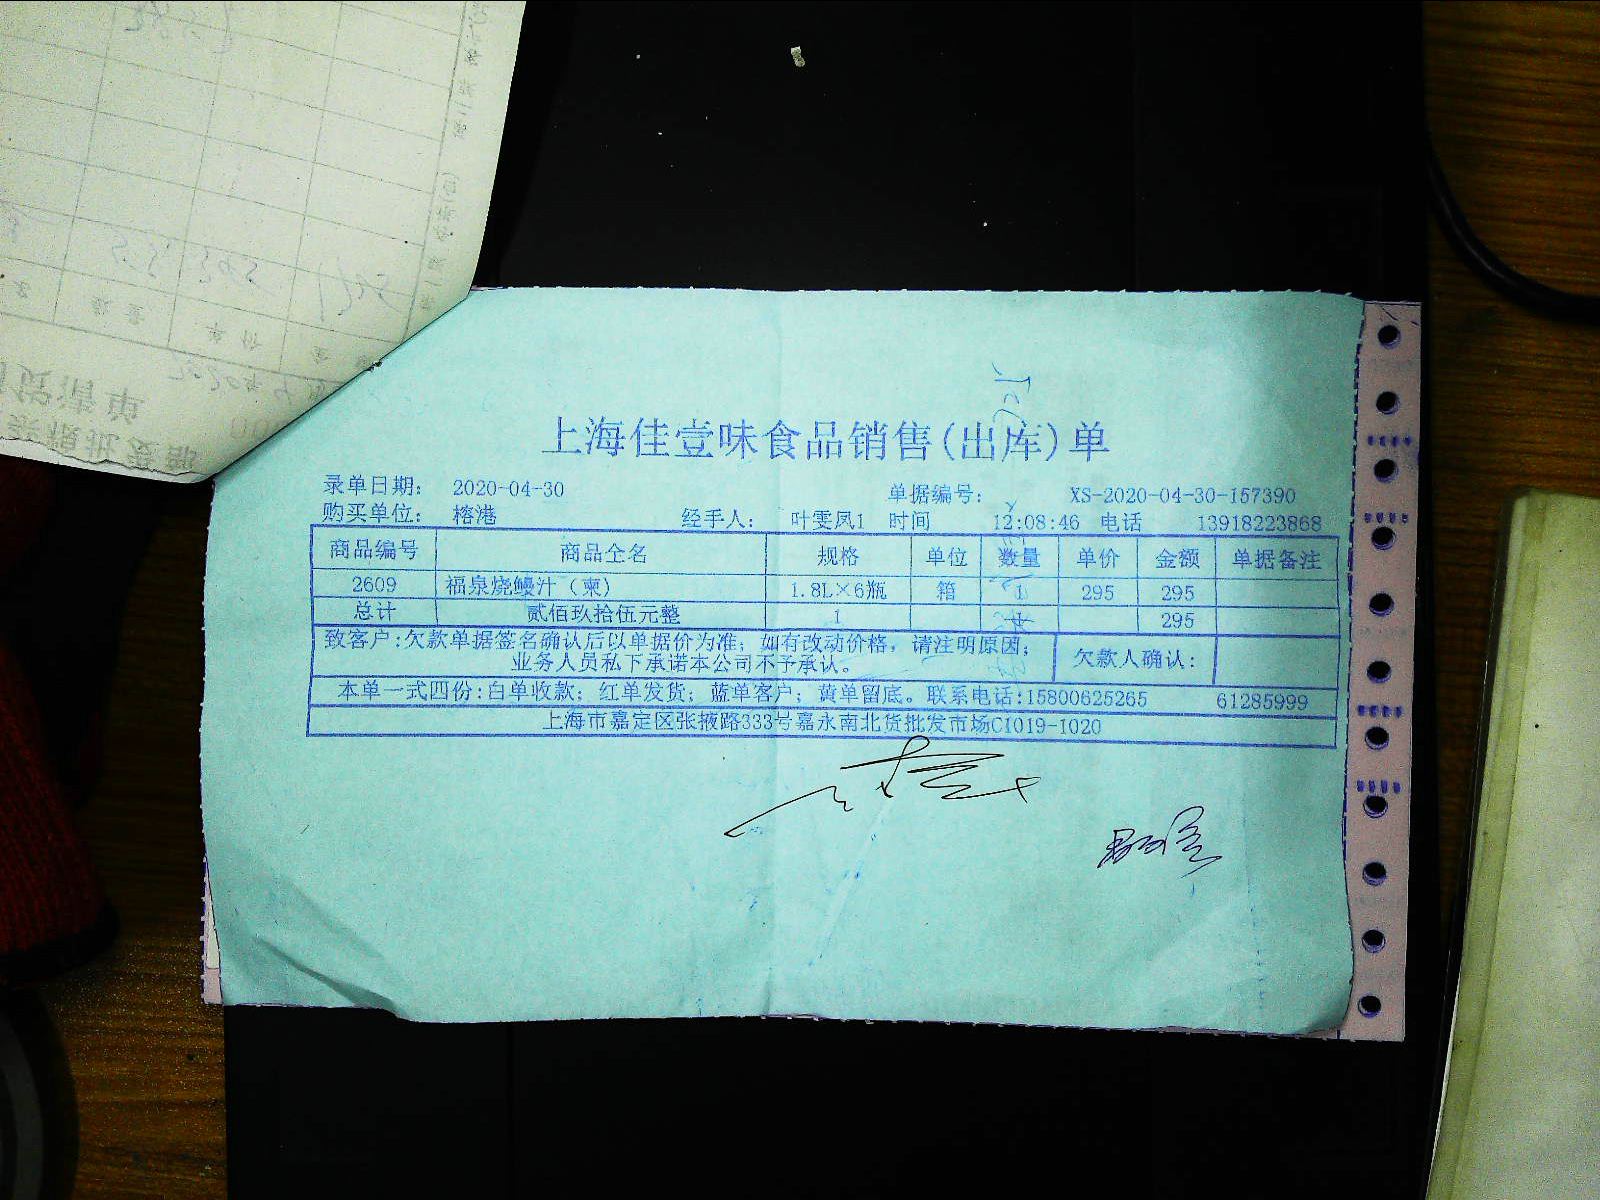 上海佳壹味食品销售(出库)单
录单日期： 2020-04-30 单据编号： XS-2020-04-30-157390
购买单位： 榕港 经手人： 叶雯凤1 时间 12:08:46 电话 13918223868
商品编号 商品全名 规格 单位 数量 单价 金额 单据备注
2609 福泉烧鳗汁（柬） 1.8L×6瓶 箱 295 295
总计 贰佰玖拾伍元整 1 295
致客户:欠款单据签名确认后以单据价为准；如有改动价格，请注明原因； 欠款人确认：
业务人员私下承诺本公司不予承认。
本单一式四份:白单收款；红单发货；蓝单客户；黄单留底。联系电话:15800625265 61285999
上海市嘉定区张掖路333号嘉永南北货批发市场C1019-1020